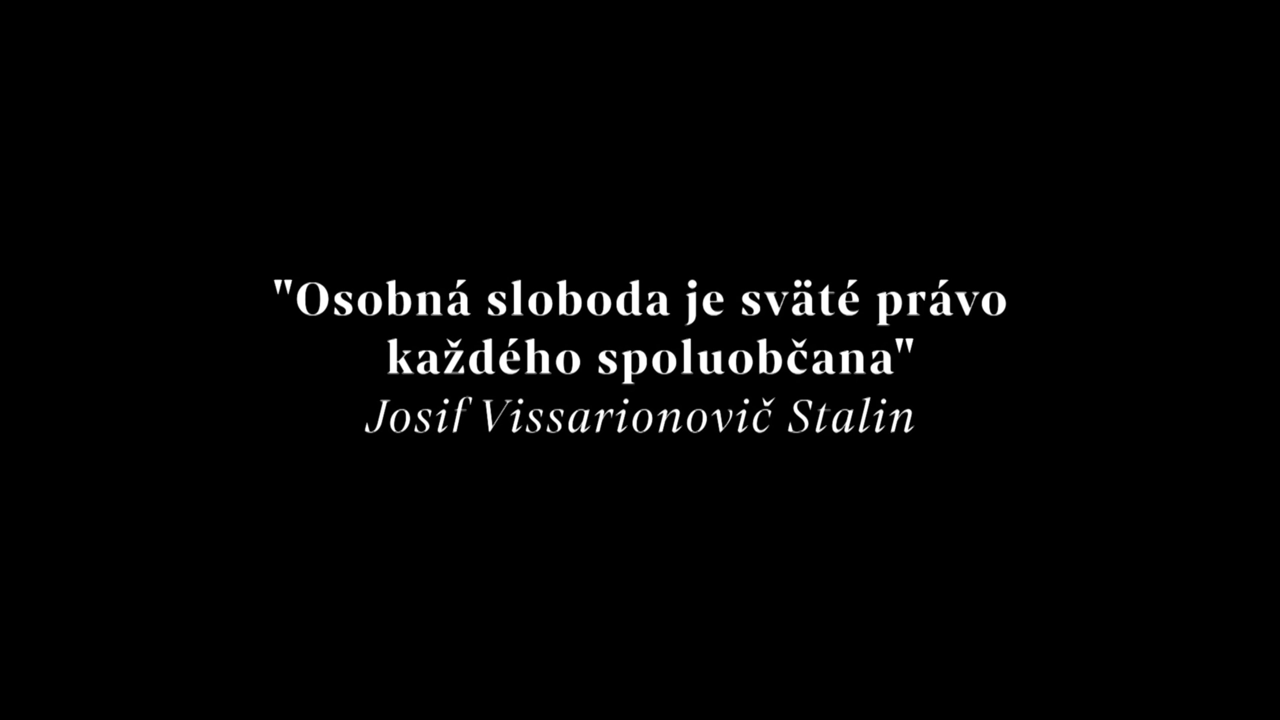 "Osobná sloboda je sväté právo
každého spoluobčana"
Josif Vissarionovič Stalin